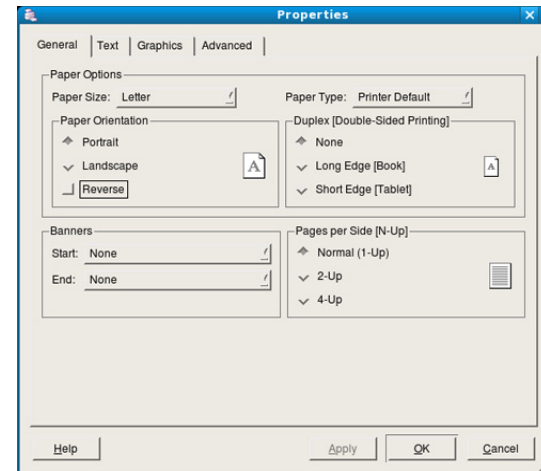 Properties
General Text Graphics Advanced
Paper Options
Paper Size: Letter Paper Type: Printer Default
Paper Orientation Duplex [Double-Sided Printing]
Portrait None
Landscape A Long Edge [Book] A
Reverse Short Edge [Tablet]
Banners Pages per Side [N-Up]
Start: None Normal (1-Up)
End: None 2-Up
4-Up
Help Apply OK Cancel